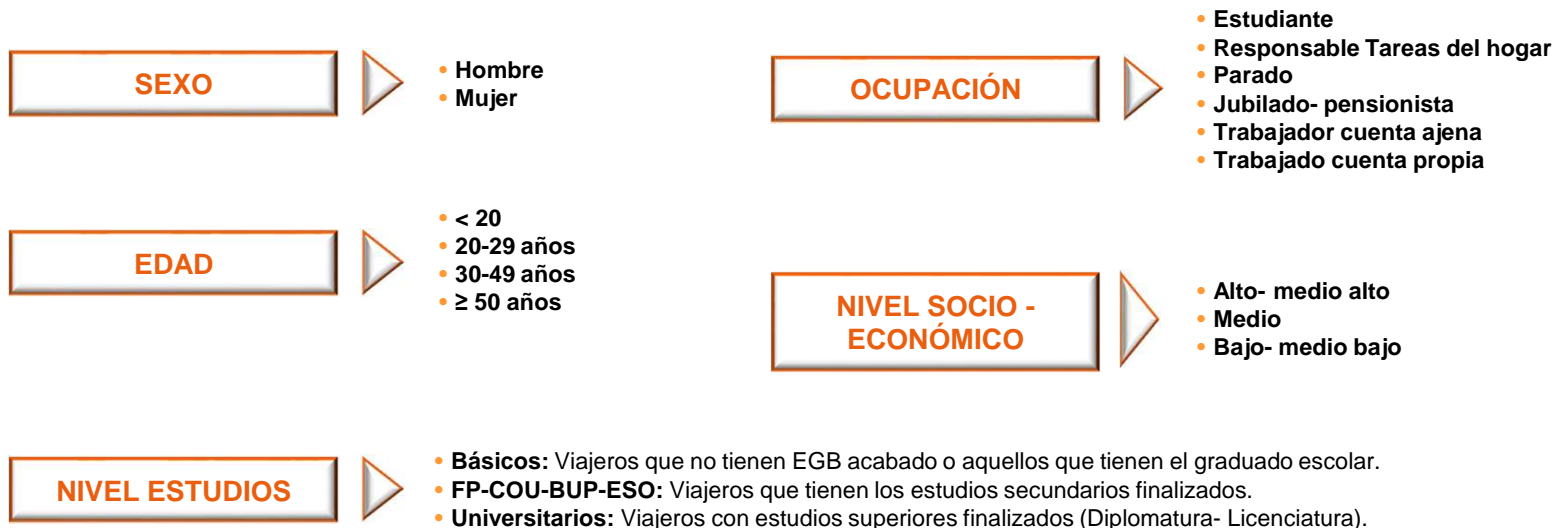 SEXO
• Hombre
• Mujer
EDAD
• < 20
• 20-29 años
• 30-49 años
• ≥ 50 años
OCUPACIÓN
• Estudiante
• Responsable Tareas del hogar
• Parado
• Jubilado- pensionista
• Trabajador cuenta ajena
• Trabajado cuenta propia
NIVEL SOCIO -
ECONÓMICO
• Alto- medio alto
• Medio
• Bajo- medio bajo
NIVEL ESTUDIOS
• Básicos: Viajeros que no tienen EGB acabado o aquellos que tienen el graduado escolar.
• FP-COU-BUP-ESO: Viajeros que tienen los estudios secundarios finalizados.
• Universitarios: Viajeros con estudios superiores finalizados (Diplomatura- Licenciatura).